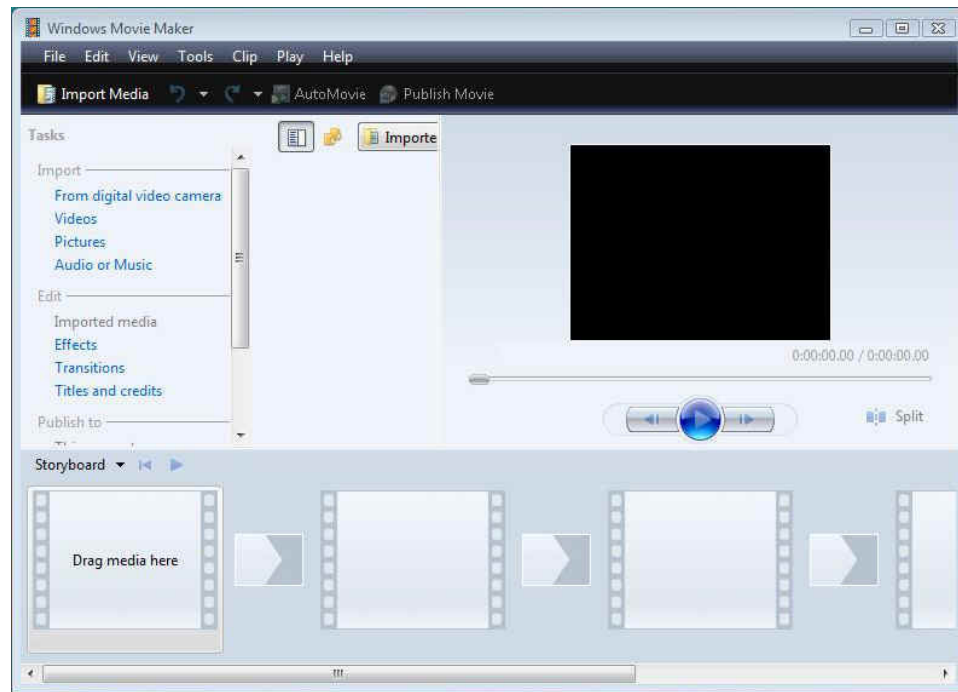 Windows Movie Maker
File Edit View Tools Clip Play Help
Import Media AutoMovie Publish Movie
Tasks
Importe
Import
From digital video camera
Videos
Pictures
Audio or Music
Edit
Imported media
Effects
Transitions
Titles and credits
Publish to
0:00:00.00 / 0:00:00.00
Split
Storyboard
Drag media here